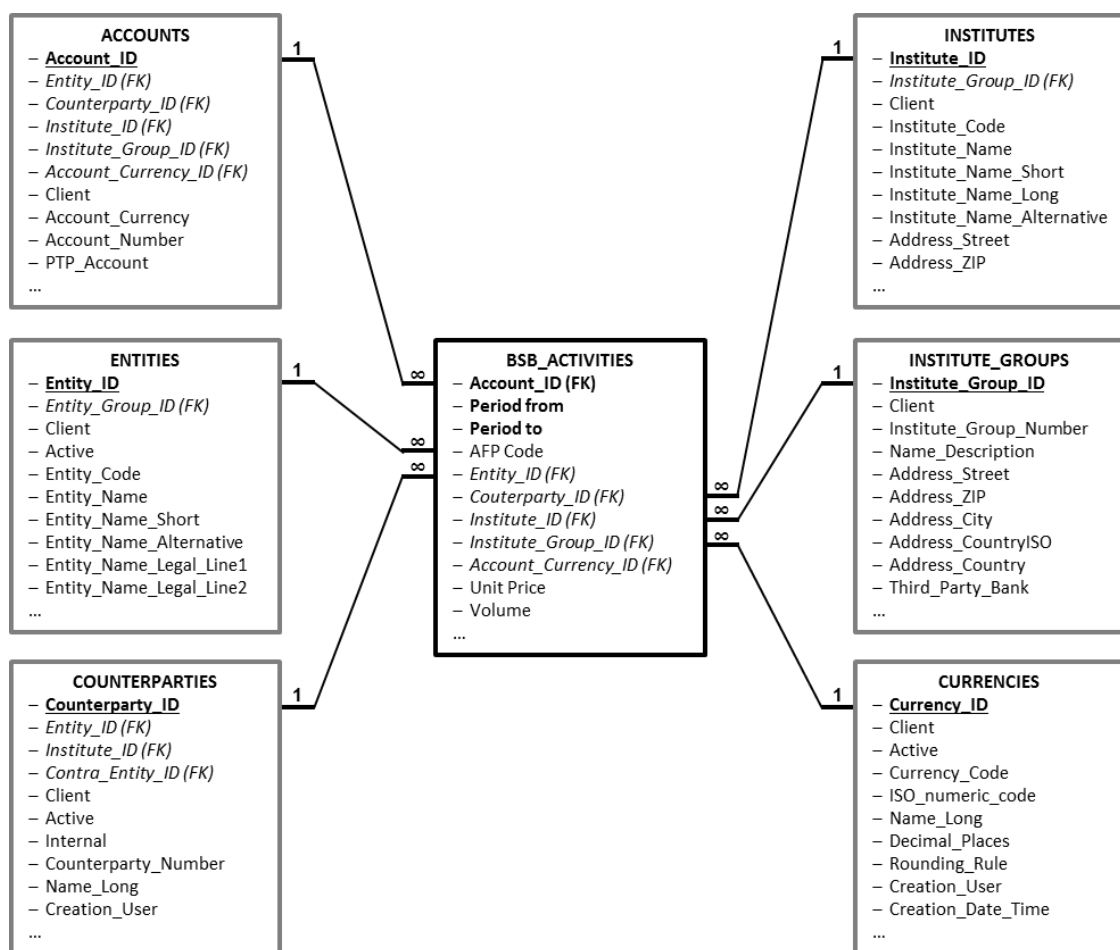 ACCOUNTS
– Account_ID
– Entity_ID (FK)
– Counterparty_ID (FK)
– Institute_ID (FK)
– Institute_Group_ID (FK)
– Account_Currency_ID (FK)
– Client
– Account_Currency
– Account_Number
– PTP_Account
...
1
ENTITIES
– Entity_ID
– Entity_Group_ID (FK)
– Client
– Active
– Entity_Code
– Entity_Name
– Entity_Name_Short
– Entity_Name_Alternative
– Entity_Name_Legal_Line1
– Entity_Name_Legal_Line2
...
1
COUNTERPARTIES
– Counterparty_ID
– Entity_ID (FK)
– Institute_ID (FK)
– Contra_Entity_ID (FK)
– Client
– Active
– Internal
– Counterparty_Number
– Name_Long
– Creation_User
...
1
∞
∞
∞
BSB_ACTIVITIES
– Account_ID (FK)
– Period from
– Period to
– AFP Code
– Entity_ID (FK)
– Couterparty_ID (FK)
– Institute_ID (FK)
– Institute_Group_ID (FK)
– Account_Currency_ID (FK)
– Unit Price
– Volume
...
∞
∞
∞
1
INSTITUTES
– Institute_ID
– Institute_Group_ID (FK)
– Client
– Institute_Code
– Institute_Name
– Institute_Name_Short
– Institute_Name_Long
– Institute_Name_Alternative
– Address_Street
– Address_ZIP
...
1
INSTITUTE_GROUPS
– Institute_Group_ID
– Client
– Institute_Group_Number
– Name_Description
– Address_Street
– Address_ZIP
– Address_City
– Address_CountryISO
– Address_Country
– Third_Party_Bank
...
1
CURRENCIES
– Currency_ID
– Client
– Active
– Currency_Code
– ISO_numeric_code
– Name_Long
– Decimal_Places
– Rounding_Rule
– Creation_User
– Creation_Date_Time
...